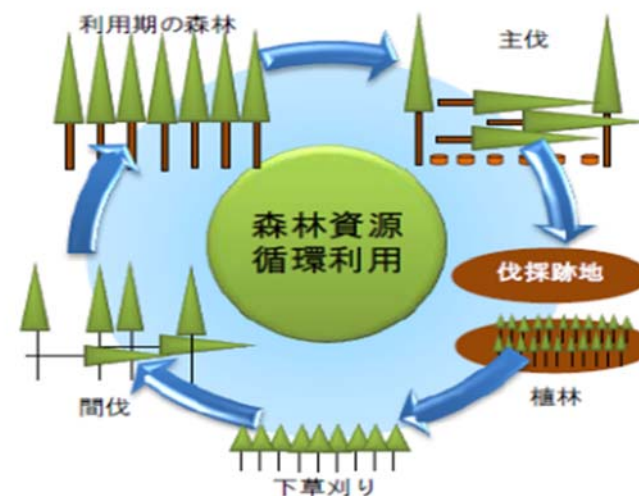 利用期の森林
主伐
森林資源
循環利用
伐採跡地
植林
間伐
下草刈り